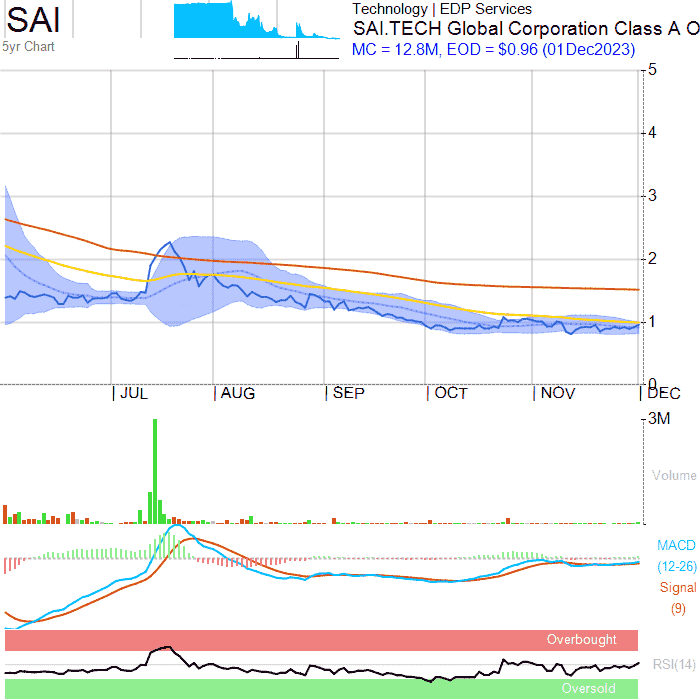 SAI
5yr Chart
Technology | EDP Services
SAI.TECH Global Corporation Class A O
MC = 12.8M, EOD = $0.96 (01Dec2023)
5
4
3
2
1
0
JUL
AUG
SEP
OCT
NOV
DEC
3M
Volume
MACD
(12-26)
Signal
(9)
Overbought
RSI(14)
Oversold